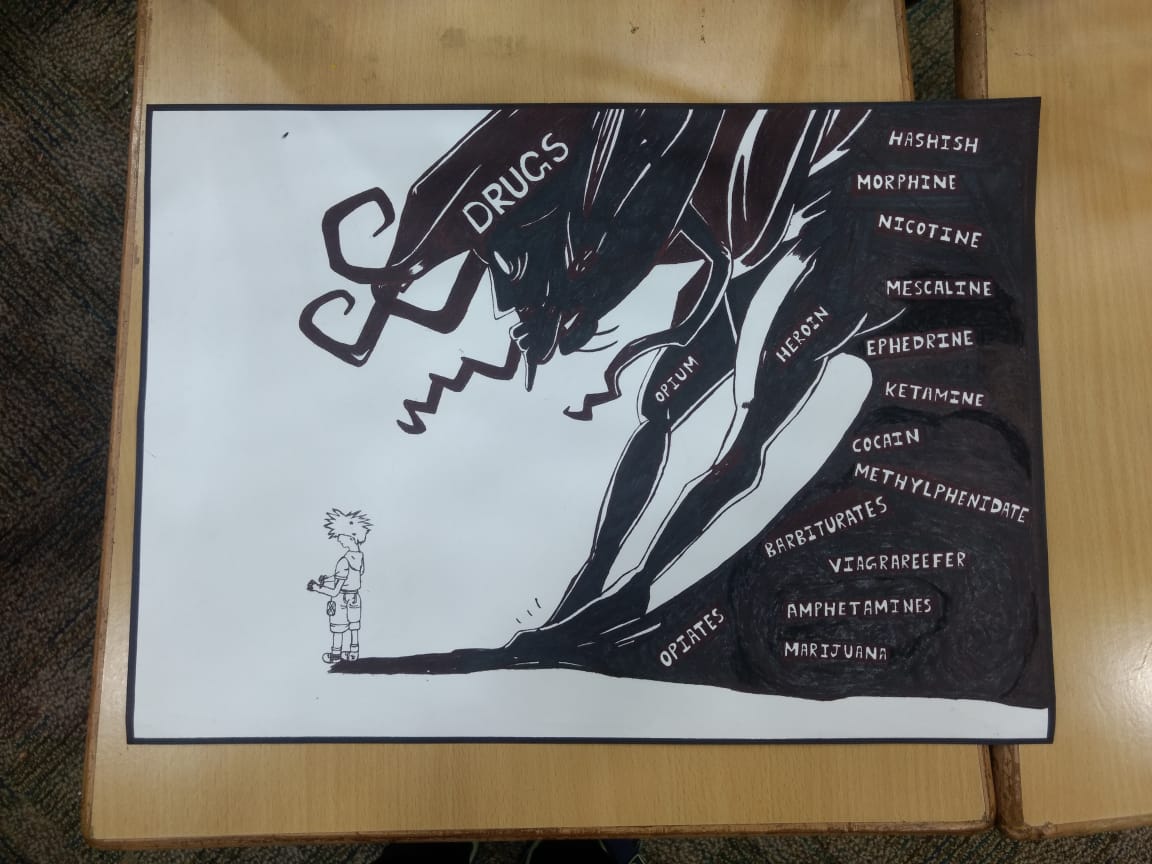 DRUGS
HASHISH
MORPHINE
NICOTINE
MESCALINE
HEROIN
EPHEDRINE
OPIUM
KETAMINE
COCAIN
METHYLPHENIDATE
BARBITURATES
VIAGRAREEFER
AMPHETAMINES
OPIATES
MARIJUANA